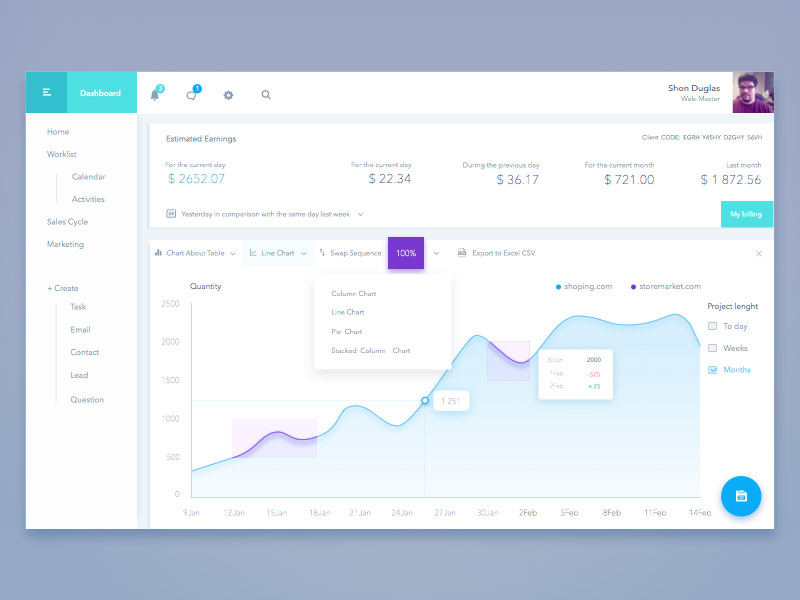 Dashboard
3
1
Shon Duglas
Web-Master
Home
Worklist
Calendar
Activities
Sales Cycle
Marketing
+ Create
Task
Email
Contact
Lead
Question
Estimated Earnings
Client CODE: EGRH Y45HY D2GHY S6VH
For the current day
$ 2652.07
For the current day
$ 22.34
During the previous day
$ 36.17
For the current month
$ 721.00
Last month
$ 1 872.56
Yesterday in comparison with the same day last week
My billing
Chart About Table
Line Chart
Swap Sequence
100%
Export to Excel CSV
Column Chart
Line Chart
Pie Chart
Stacked Column Chart
Quantity
shoping.com
storemarket.com
2500
2000
1500
1000
500
0
1 251
30Jan 2000
1Feb - 525
2Feb + 25
9Jan 12Jan 15Jan 18Jan 21Jan 24Jan 27Jan 30Jan 2Feb 5Feb 8Feb 11Feb 14Feb
Project lenght
To day
Weeks
Months